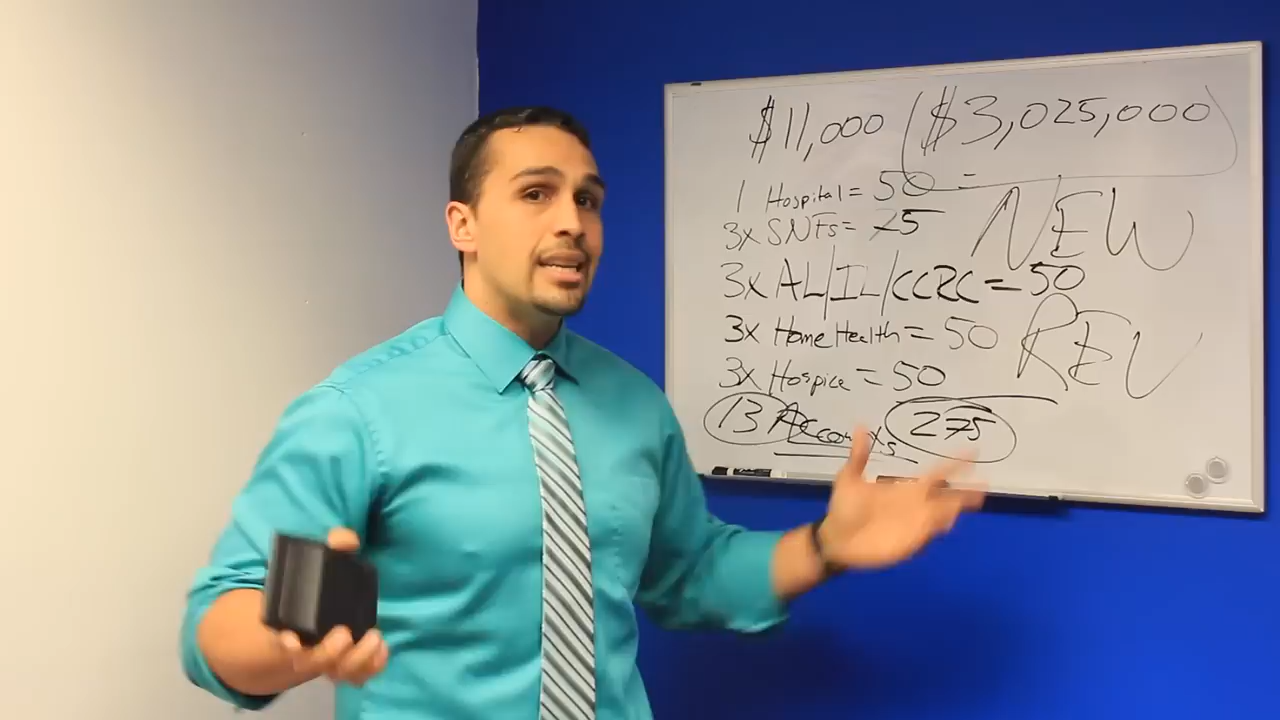 $11,000 ($3,025,000)
1 Hospital = 50 =
3x SNFs = 75
NEW
3x AL/IL/CCRC = 50
3x Home Health = 50
REV
3x Hospice = 50
13 Accounts 275